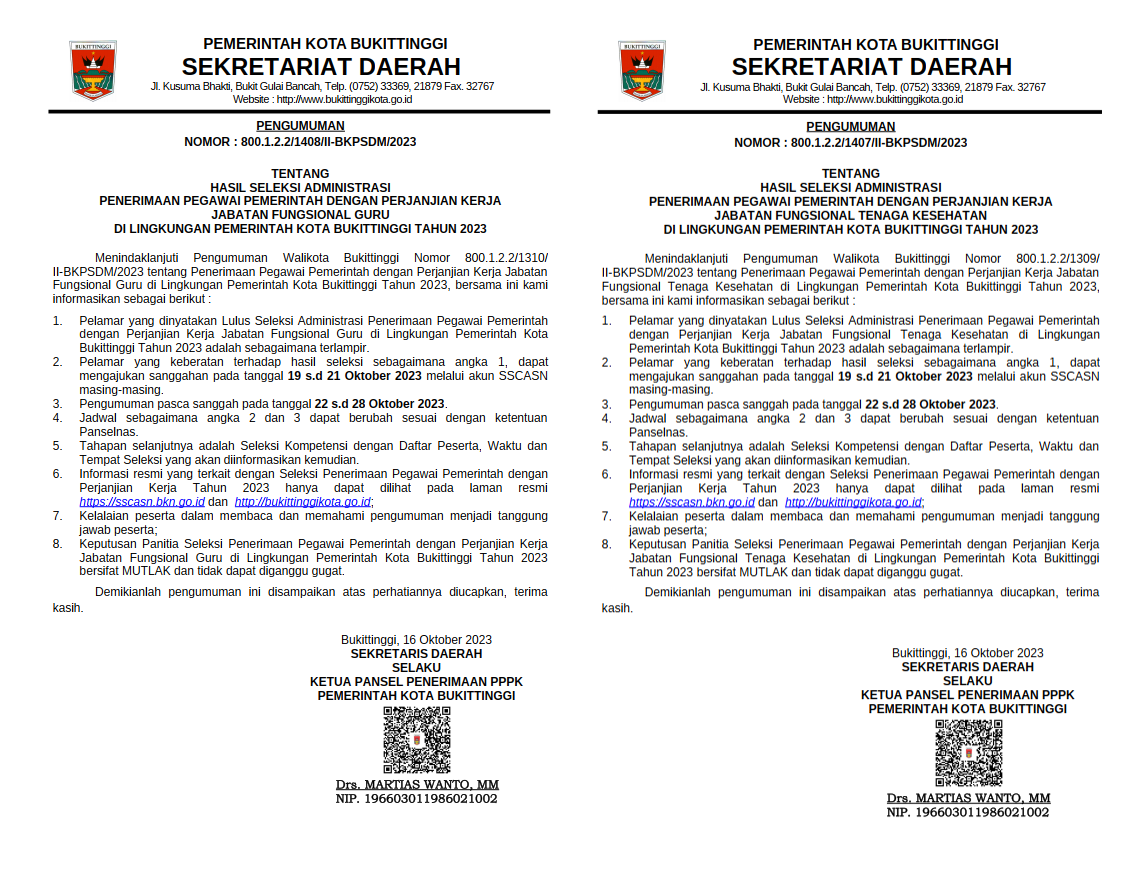 BUKITTINGGI
PEMERINTAH KOTA BUKITTINGGI
SEKRETARIAT DAERAH
Jl. Kusuma Bhakti, Bukit Gulai Bancah, Telp. (0752) 33369, 21879 Fax. 32767
Website : http://www.bukittinggikota.go.id
PENGUMUMAN
NOMOR : 800.1.2.2/1408/II-BKPSDM/2023
TENTANG
HASIL SELEKSI ADMINISTRASI
PENERIMAAN PEGAWAI PEMERINTAH DENGAN PERJANJIAN KERJA
JABATAN FUNGSIONAL GURU
DI LINGKUNGAN PEMERINTAH KOTA BUKITTINGGI TAHUN 2023
Menindaklanjuti Pengumuman Walikota Bukittinggi Nomor 800.1.2.2/1310/
II-BKPSDM/2023 tentang Penerimaan Pegawai Pemerintah dengan Perjanjian Kerja Jabatan
Fungsional Guru di Lingkungan Pemerintah Kota Bukittinggi Tahun 2023, bersama ini kami
informasikan sebagai berikut :
1. Pelamar yang dinyatakan Lulus Seleksi Administrasi Penerimaan Pegawai Pemerintah
dengan Perjanjian Kerja Jabatan Fungsional Guru di Lingkungan Pemerintah Kota
Bukittinggi Tahun 2023 adalah sebagaimana terlampir.
2. Pelamar yang keberatan terhadap hasil seleksi sebagaimana angka 1, dapat
mengajukan sanggahan pada tanggal 19 s.d 21 Oktober 2023 melalui akun SSCASN
masing-masing.
3. Pengumuman pasca sanggah pada tanggal 22 s.d 28 Oktober 2023.
4. Jadwal sebagaimana angka 2 dan 3 dapat berubah sesuai dengan ketentuan
Panselnas.
5. Tahapan selanjutnya adalah Seleksi Kompetensi dengan Daftar Peserta, Waktu dan
Tempat Seleksi yang akan diinformasikan kemudian.
6. Informasi resmi yang terkait dengan Seleksi Penerimaan Pegawai Pemerintah dengan
Perjanjian Kerja Tahun 2023 hanya dapat dilihat pada laman resmi
https://sscasn.bkn.go.id dan http://bukittinggikota.go.id;
7. Kelalaian peserta dalam membaca dan memahami pengumuman menjadi tanggung
jawab peserta;
8. Keputusan Panitia Seleksi Penerimaan Pegawai Pemerintah dengan Perjanjian Kerja
Jabatan Fungsional Guru di Lingkungan Pemerintah Kota Bukittinggi Tahun 2023
bersifat MUTLAK dan tidak dapat diganggu gugat.
Demikianlah pengumuman ini disampaikan atas perhatiannya diucapkan, terima
kasih.
Bukittinggi, 16 Oktober 2023
SEKRETARIS DAERAH
SELAKU
KETUA PANSEL PENERIMAAN PPPK
PEMERINTAH KOTA BUKITTINGGI
Drs. MARTIAS WANTO, MM
NIP. 196603011986021002
BUKITTINGGI
PEMERINTAH KOTA BUKITTINGGI
SEKRETARIAT DAERAH
Jl. Kusuma Bhakti, Bukit Gulai Bancah, Telp. (0752) 33369, 21879 Fax. 32767
Website : http://www.bukittinggikota.go.id
PENGUMUMAN
NOMOR : 800.1.2.2/1407/II-BKPSDM/2023
TENTANG
HASIL SELEKSI ADMINISTRASI
PENERIMAAN PEGAWAI PEMERINTAH DENGAN PERJANJIAN KERJA
JABATAN FUNGSIONAL TENAGA KESEHATAN
DI LINGKUNGAN PEMERINTAH KOTA BUKITTINGGI TAHUN 2023
Menindaklanjuti Pengumuman Walikota Bukittinggi Nomor 800.1.2.2/1309/
II-BKPSDM/2023 tentang Penerimaan Pegawai Pemerintah dengan Perjanjian Kerja Jabatan
Fungsional Tenaga Kesehatan di Lingkungan Pemerintah Kota Bukittinggi Tahun 2023,
bersama ini kami informasikan sebagai berikut :
1. Pelamar yang dinyatakan Lulus Seleksi Administrasi Penerimaan Pegawai Pemerintah
dengan Perjanjian Kerja Jabatan Fungsional Tenaga Kesehatan di Lingkungan
Pemerintah Kota Bukittinggi Tahun 2023 adalah sebagaimana terlampir.
2. Pelamar yang keberatan terhadap hasil seleksi sebagaimana angka 1, dapat
mengajukan sanggahan pada tanggal 19 s.d 21 Oktober 2023 melalui akun SSCASN
masing-masing.
3. Pengumuman pasca sanggah pada tanggal 22 s.d 28 Oktober 2023.
4. Jadwal sebagaimana angka 2 dan 3 dapat berubah sesuai dengan ketentuan
Panselnas.
5. Tahapan selanjutnya adalah Seleksi Kompetensi dengan Daftar Peserta, Waktu dan
Tempat Seleksi yang akan diinformasikan kemudian.
6. Informasi resmi yang terkait dengan Seleksi Penerimaan Pegawai Pemerintah dengan
Perjanjian Kerja Tahun 2023 hanya dapat dilihat pada laman resmi
https://sscasn.bkn.go.id dan http://bukittinggikota.go.id;
7. Kelalaian peserta dalam membaca dan memahami pengumuman menjadi tanggung
jawab peserta;
8. Keputusan Panitia Seleksi Penerimaan Pegawai Pemerintah dengan Perjanjian Kerja
Jabatan Fungsional Tenaga Kesehatan di Lingkungan Pemerintah Kota Bukittinggi
Tahun 2023 bersifat MUTLAK dan tidak dapat diganggu gugat.
Demikianlah pengumuman ini disampaikan atas perhatiannya diucapkan, terima
kasih.
Bukittinggi, 16 Oktober 2023
SEKRETARIS DAERAH
SELAKU
KETUA PANSEL PENERIMAAN PPPK
PEMERINTAH KOTA BUKITTINGGI
Drs. MARTIAS WANTO, MM
NIP. 196603011986021002